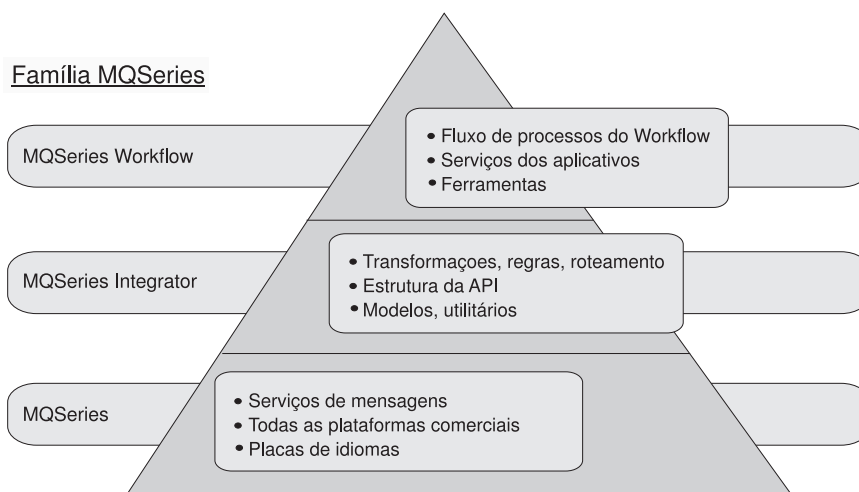 Família MQSeries
MQSeries Workflow
• Fluxo de processos do Workflow
• Serviços dos aplicativos
• Ferramentas
MQSeries Integrator
• Transformaçoes, regras, roteamento
• Estrutura da API
• Modelos, utilitários
MQSeries
• Serviços de mensagens
• Todas as plataformas comerciais
• Placas de idiomas